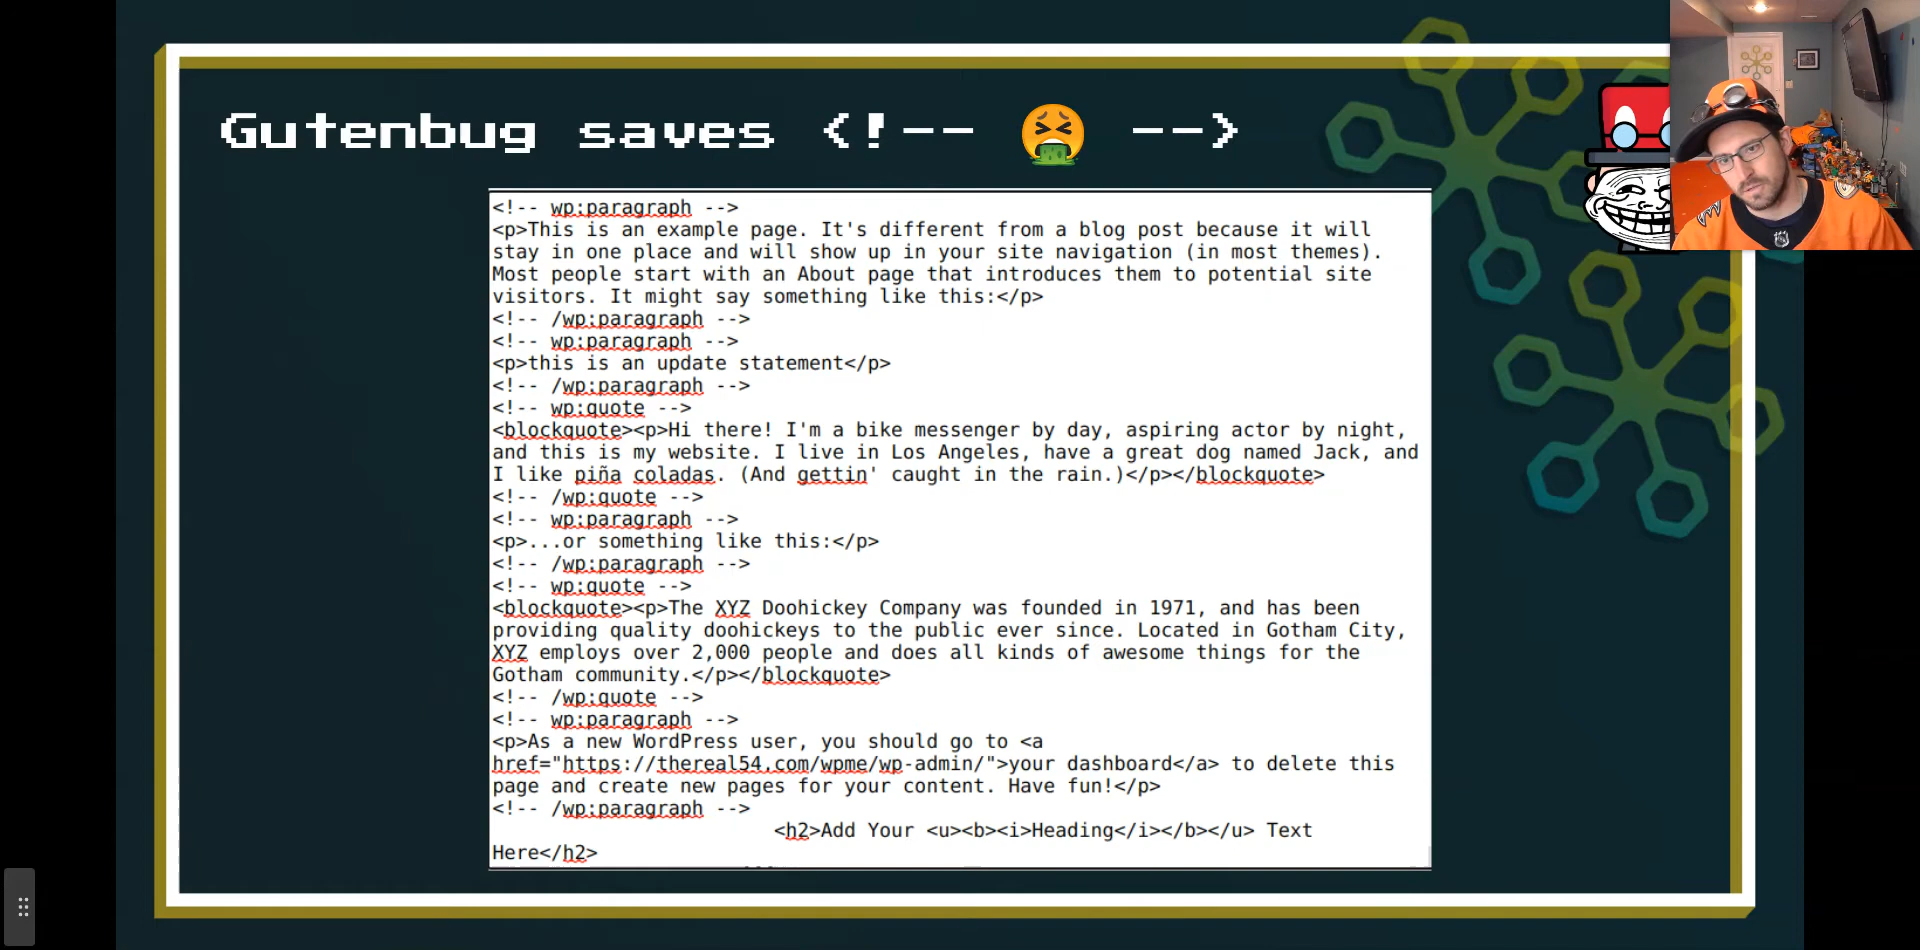 Gutenbug saves <!-- 🤮 -->
<!-- wp:paragraph -->
<p>This is an example page. It's different from a blog post because it will
stay in one place and will show up in your site navigation (in most themes).
Most people start with an About page that introduces them to potential site
visitors. It might say something like this:</p>
<!-- /wp:paragraph -->
<!-- wp:paragraph -->
<p>this is an update statement</p>
<!-- /wp:paragraph -->
<!-- wp:quote -->
<blockquote><p>Hi there! I'm a bike messenger by day, aspiring actor by night,
and this is my website. I live in Los Angeles, have a great dog named Jack, and
I like piña coladas. (And gettin' caught in the rain.)</p></blockquote>
<!-- /wp:quote -->
<!-- wp:paragraph -->
<p>...or something like this:</p>
<!-- /wp:paragraph -->
<!-- wp:quote -->
<blockquote><p>The XYZ Doohickey Company was founded in 1971, and has been
providing quality doohickeys to the public ever since. Located in Gotham City,
XYZ employs over 2,000 people and does all kinds of awesome things for the
Gotham community.</p></blockquote>
<!-- /wp:quote -->
<!-- wp:paragraph -->
<p>As a new WordPress user, you should go to <a
href="https://thereal54.com/wpme/wp-admin/">your dashboard</a> to delete this
page and create new pages for your content. Have fun!</p>
<!-- /wp:paragraph -->
<h2>Add Your <u><b><i>Heading</i></b></u> Text
Here</h2>